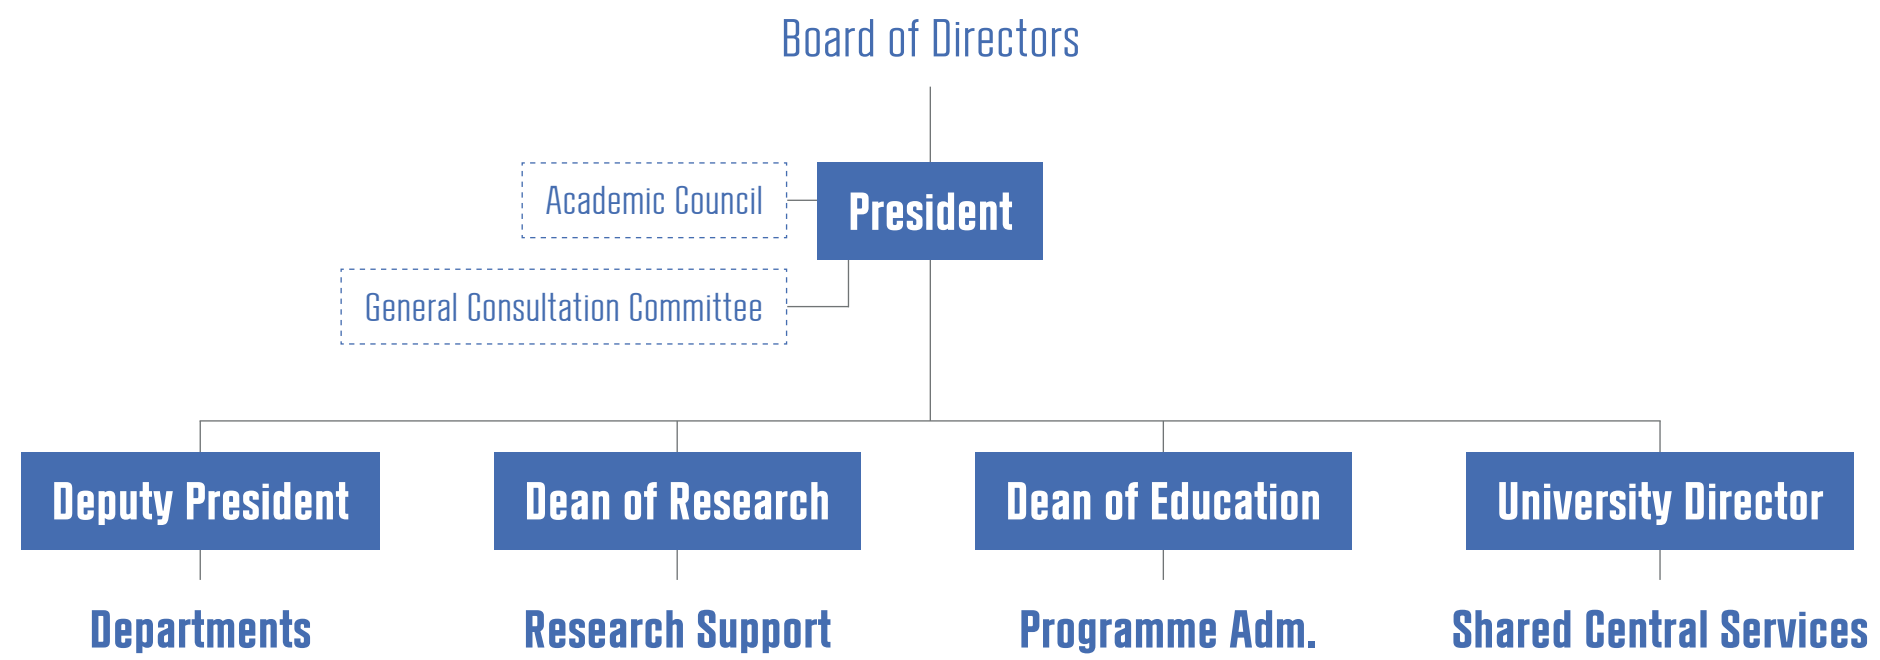 Board of Directors
Academic Council
President
General Consultation Committee
Deputy President
Dean of Research
Dean of Education
University Director
Departments
Research Support
Programme Adm.
Shared Central Services